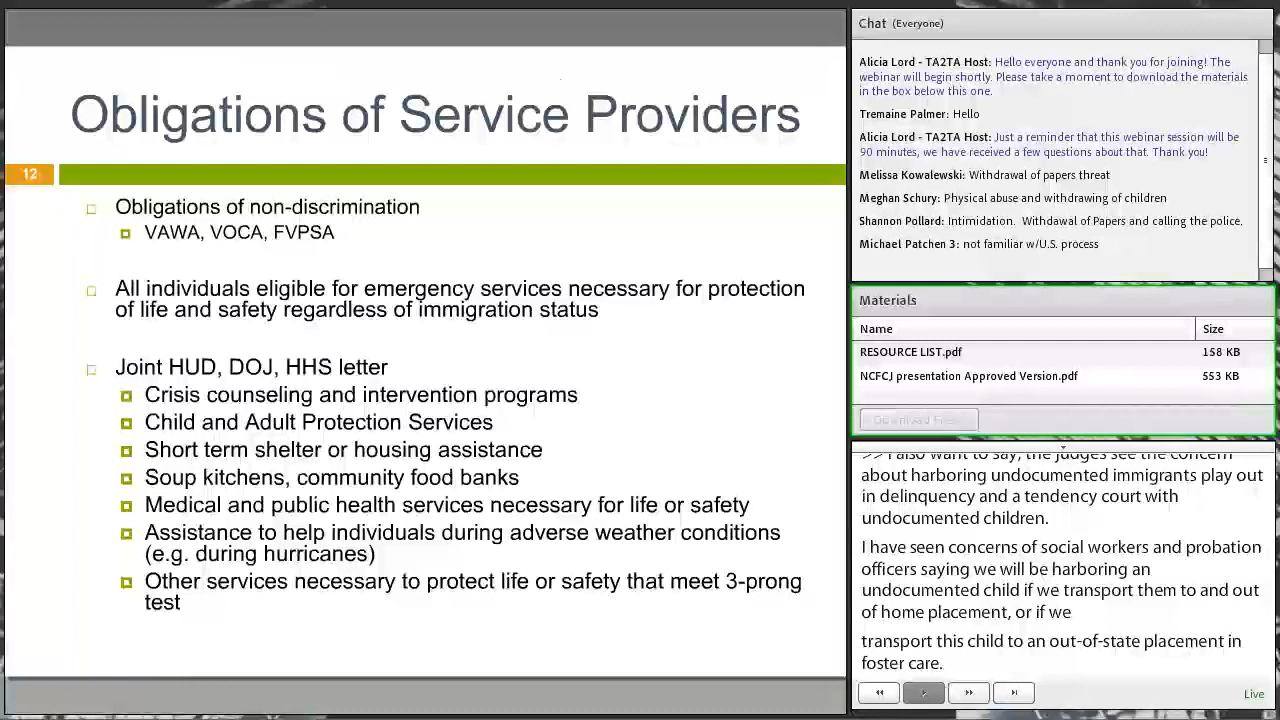 Obligations of Service Providers
12
Obligations of non-discrimination
VAWA, VOCA, FVPSA
All individuals eligible for emergency services necessary for protection
of life and safety regardless of immigration status
Joint HUD, DOJ, HHS letter
Crisis counseling and intervention programs
Child and Adult Protection Services
Short term shelter or housing assistance
Soup kitchens, community food banks
Medical and public health services necessary for life or safety
Assistance to help individuals during adverse weather conditions
(e.g. during hurricanes)
Other services necessary to protect life or safety that meet 3-prong
test
Chat (Everyone)
Alicia Lord - TA2TA Host: Hello everyone and thank you for joining! The
webinar will begin shortly. Please take a moment to download the materials
in the box below this one.
Tremaine Palmer: Hello
Alicia Lord - TA2TA Host: Just a reminder that this webinar session will be
90 minutes, we have received a few questions about that. Thank you!
Melissa Kowalewski: Withdrawal of papers threat
Meghan Schury: Physical abuse and withdrawing of children
Shannon Pollard: Intimidation. Withdawal of Papers and calling the police.
Michael Patchen 3: not familiar w/U.S. process
Materials
Name Size
RESOURCE LIST.pdf 158 KB
NCFCJ presentation Approved Version.pdf 553 KB
Download File(s)
>> I also want to say, the judges see the concern
about harboring undocumented immigrants play out
in delinquency and a tendency court with
undocumented children.
I have seen concerns of social workers and probation
officers saying we will be harboring an
undocumented child if we transport them to and out
of home placement, or if we
transport this child to an out-of-state placement in
foster care.
Live